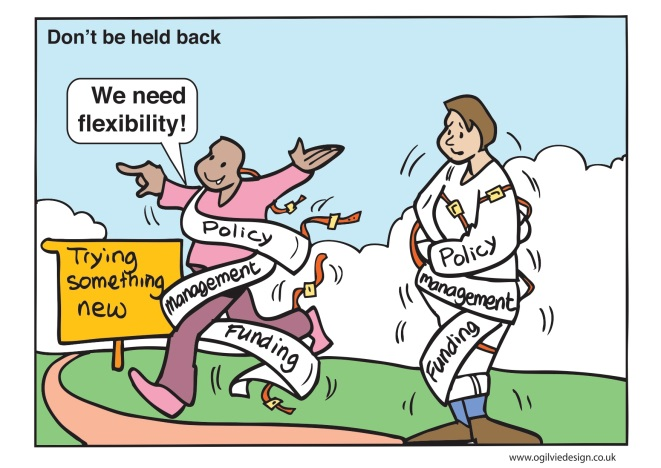 Don't be held back
We need
flexibility!
Trying
something
new
Policy
management
Funding
Policy
management
Funding
www.ogilviedesign.co.uk